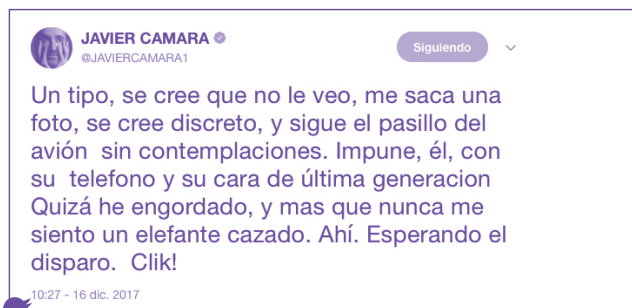 JAVIER CAMARA
@JAVIERCAMARA1
Siguiendo
Un tipo, se cree que no le veo, me saca una
foto, se cree discreto, y sigue el pasillo del
avión  sin contemplaciones. Impune, él, con
su  telefono y su cara de última generacion
Quizá he engordado, y mas que nunca me
siento un elefante cazado. Ahí. Esperando el
disparo.  Clik!
10:27 - 16 dic. 2017